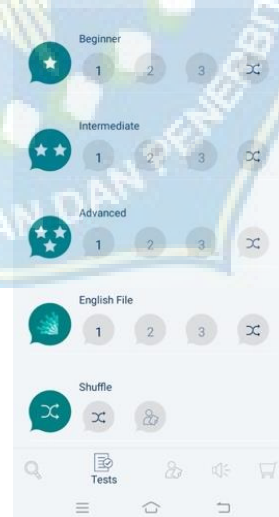 Beginner
1 2 3
Intermediate
1 2 3
Advanced
1 2 3
English File
1 2 3
Shuffle
Tests